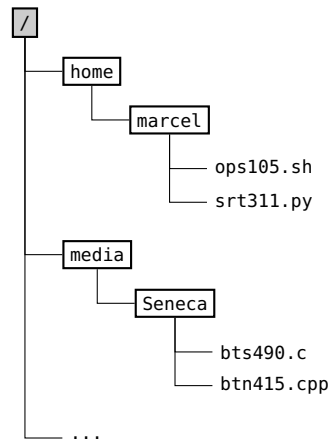 /
home
marcel
ops105.sh
srt311.py
media
Seneca
bts490.c
btn415.cpp
...